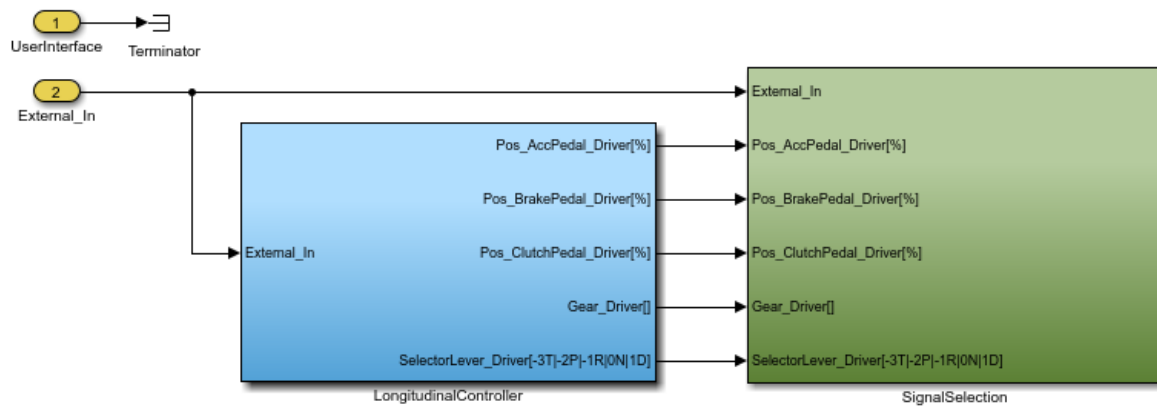 1
UserInterface
Terminator
2
External_In
External_In
Pos_AccPedal_Driver[%]
Pos_BrakePedal_Driver[%]
Pos_ClutchPedal_Driver[%]
Gear_Driver[]
SelectorLever_Driver[-3T|-2P|-1R|0N|1D]
LongitudinalController
External_In
Pos_AccPedal_Driver[%]
Pos_BrakePedal_Driver[%]
Pos_ClutchPedal_Driver[%]
Gear_Driver[]
SelectorLever_Driver[-3T|-2P|-1R|0N|1D]
SignalSelection